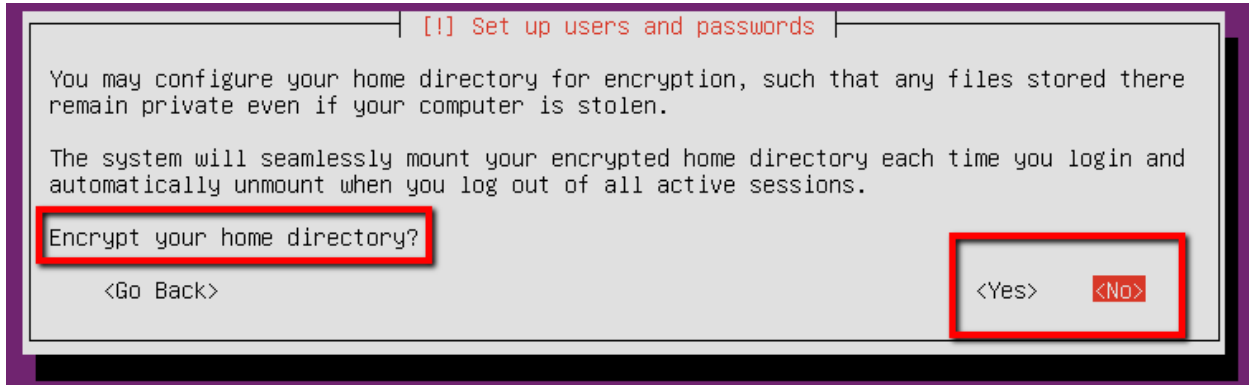 [!] Set up users and passwords
You may configure your home directory for encryption, such that any files stored there
remain private even if your computer is stolen.
The system will seamlessly mount your encrypted home directory each time you login and
automatically unmount when you log out of all active sessions.
Encrypt your home directory?
<Go Back> <Yes> <No>